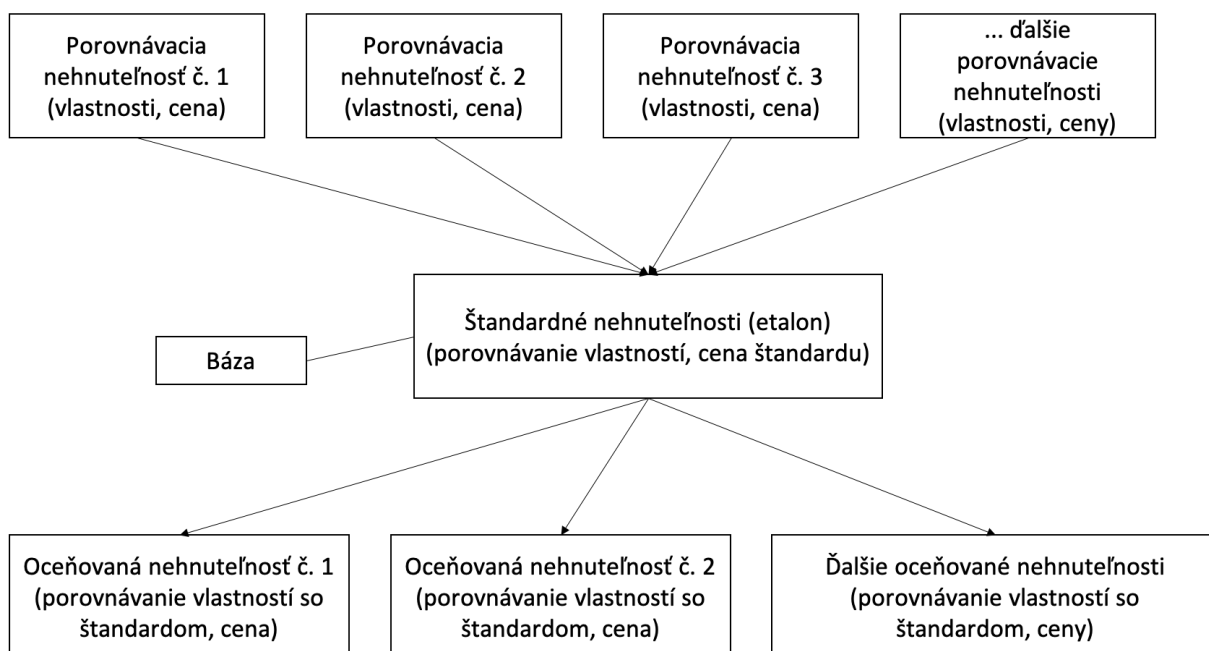 Porovnávacia
nehnuteľnosť č. 1
(vlastnosti, cena)
Porovnávacia
nehnuteľnosť č. 2
(vlastnosti, cena)
Porovnávacia
nehnuteľnosť č. 3
(vlastnosti, cena)
... ďalšie
porovnávacie
nehnuteľnosti
(vlastnosti, ceny)
Štandardné nehnuteľnosti (etalon)
(porovnávanie vlastností, cena štandardu)
Báza
Oceňovaná nehnuteľnosť č. 1
(porovnávanie vlastností so
štandardom, cena)
Oceňovaná nehnuteľnosť č. 2
(porovnávanie vlastností so
štandardom, cena)
Ďalšie oceňované nehnuteľnosti
(porovnávanie vlastností so
štandardom, ceny)